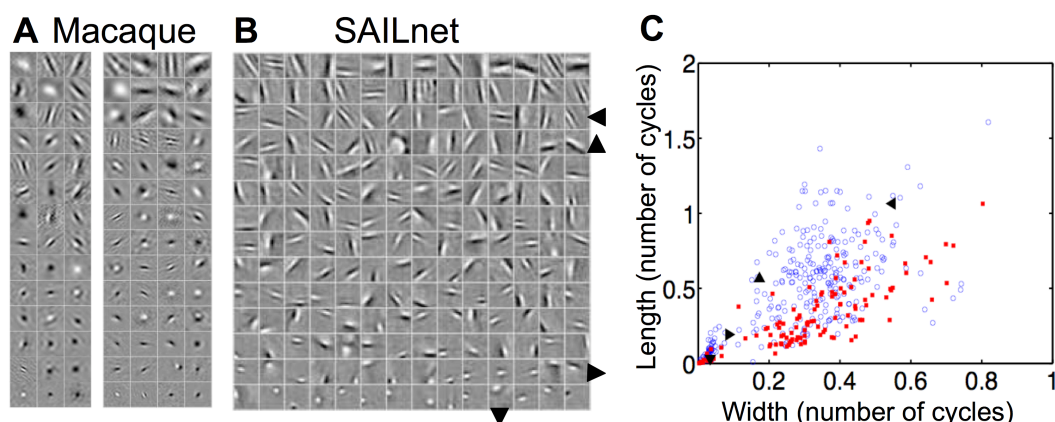 A Macaque
B SAILnet
C
Length (number of cycles)
2
1.5
1
0.5
0
0.2 0.4 0.6 0.8 1
Width (number of cycles)